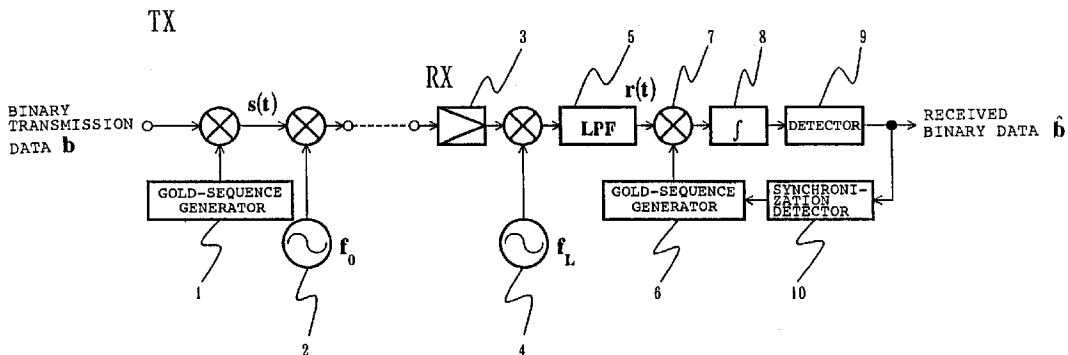 TX
3
5
7
8
9
RX
BINARY
TRANSMISSION
DATA b
s(t)
r(t)
LPF
∫
DETECTOR
RECEIVED
BINARY DATA b̂
GOLD-SEQUENCE
GENERATOR
f0
fL
GOLD-SEQUENCE
GENERATOR
SYNCHRONI-
ZATION
DETECTOR
1
2
4
6
10